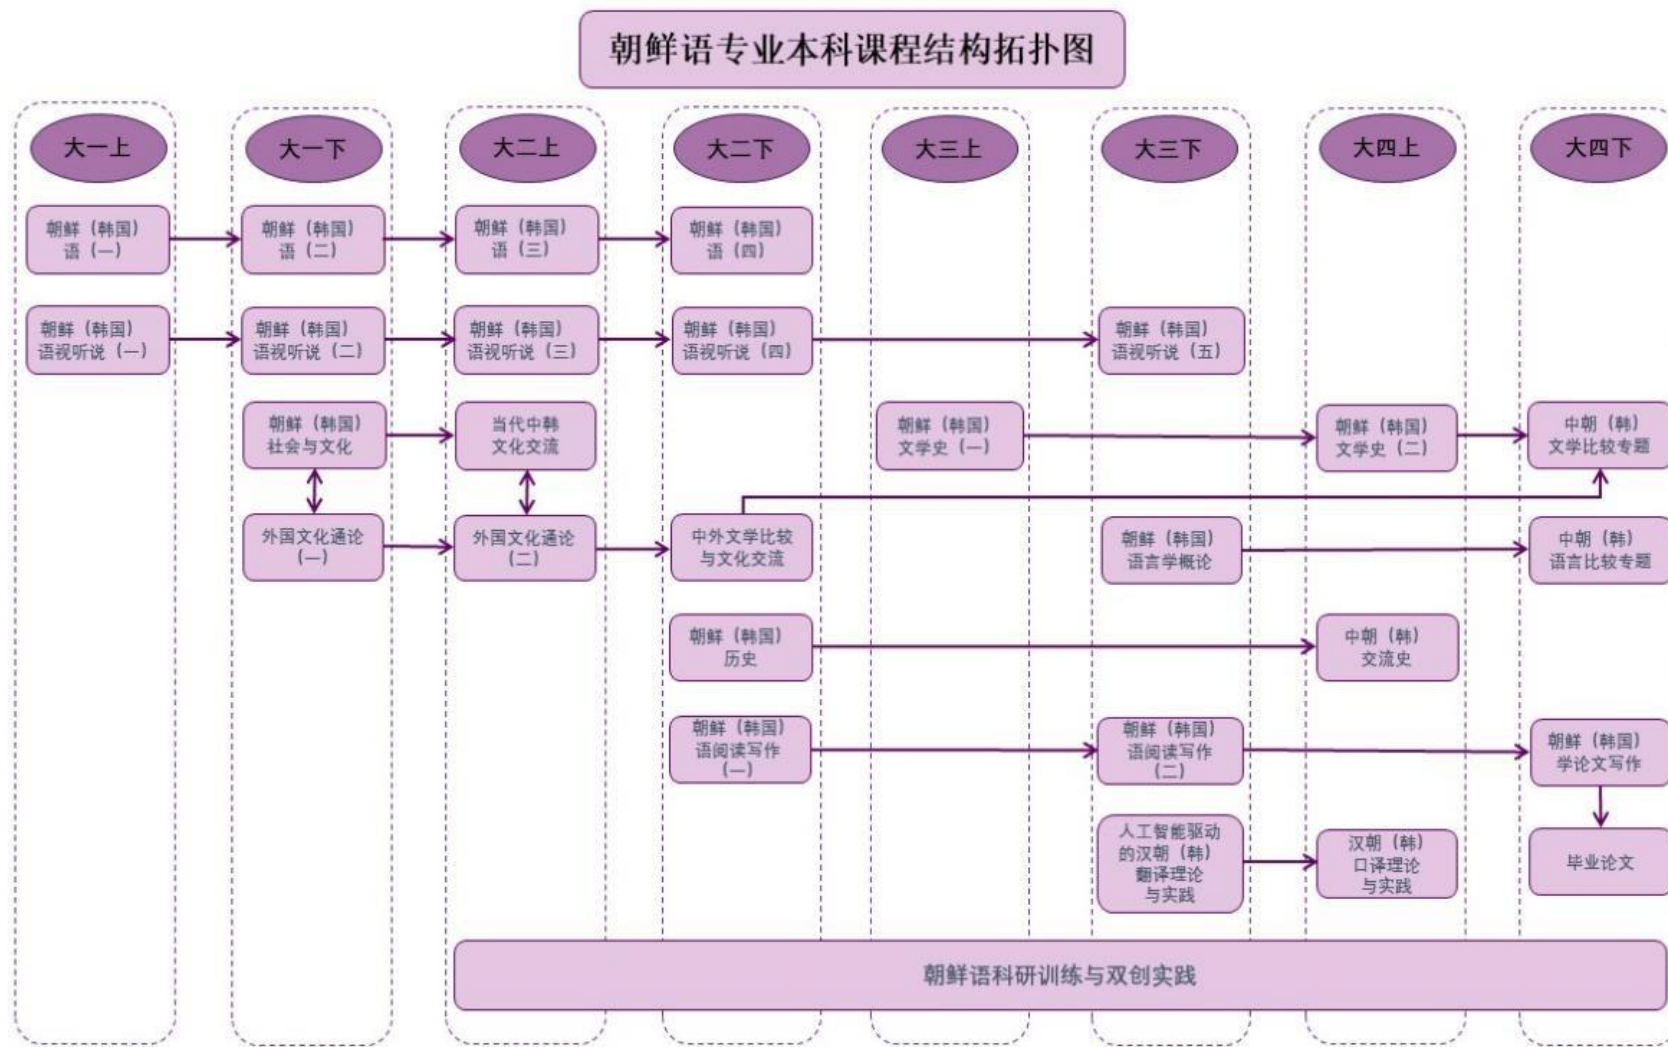 朝鲜语专业本科课程结构拓扑图
大一上
大一下
大二上
大二下
大三上
大三下
大四上
大四下
朝鲜（韩国）
语（一）
朝鲜（韩国）
语（二）
朝鲜（韩国）
语（三）
朝鲜（韩国）
语（四）
朝鲜（韩国）
语视听说（一）
朝鲜（韩国）
语视听说（二）
朝鲜（韩国）
语视听说（三）
朝鲜（韩国）
语视听说（四）
朝鲜（韩国）
语视听说（五）
朝鲜（韩国）
社会与文化
当代中韩
文化交流
朝鲜（韩国）
文学史（一）
朝鲜（韩国）
文学史（二）
中朝（韩）
文学比较专题
外国文化通论
（一）
外国文化通论
（二）
中外文学比较
与文化交流
朝鲜（韩国）
语言学概论
中朝（韩）
语言比较专题
朝鲜（韩国）
历史
中朝（韩）
交流史
朝鲜（韩国）
语阅读写作
（一）
朝鲜（韩国）
语阅读写作
（二）
朝鲜（韩国）
学论文写作
人工智能驱动
的汉朝（韩）
翻译理论
与实践
汉朝（韩）
口译理论
与实践
毕业论文
朝鲜语科研训练与双创实践